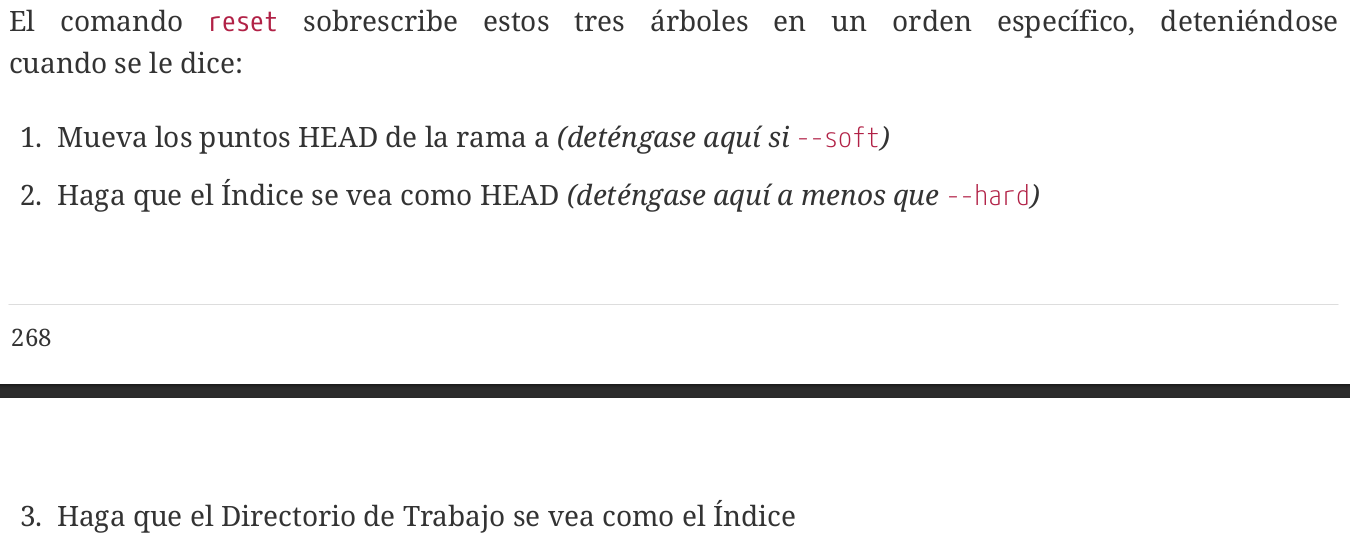 El comando reset sobrescribe estos tres árboles en un orden específico, deteniéndose
cuando se le dice:
1. Mueva los puntos HEAD de la rama a (deténgase aquí si --soft)
2. Haga que el Índice se vea como HEAD (deténgase aquí a menos que --hard)
268
3. Haga que el Directorio de Trabajo se vea como el Índice